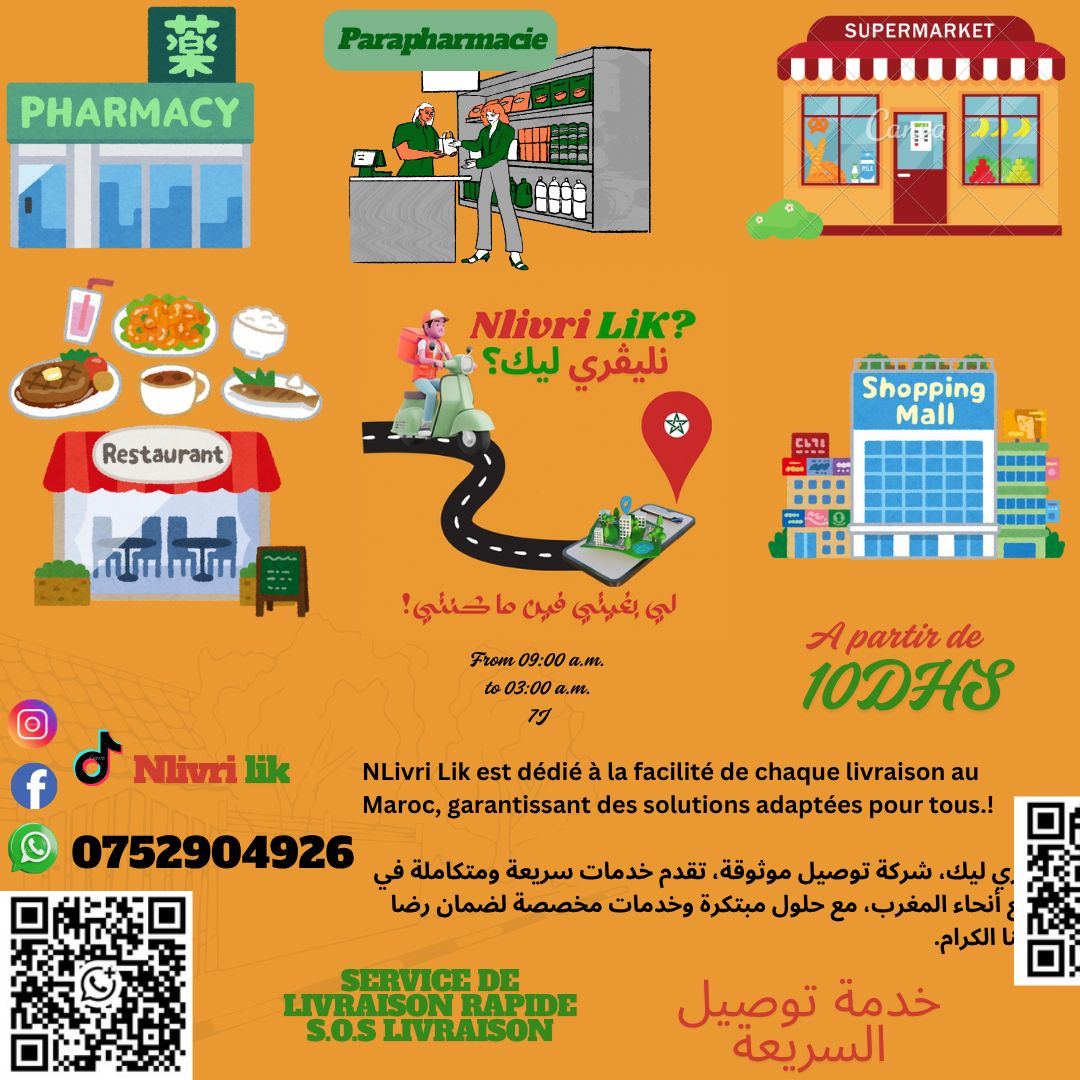 薬
PHARMACY
Parapharmacie
SUPERMARKET
Canva
MILK
Nlivri LiK?
نليڤري ليك؟
Restaurant
Shopping
Mall
لي بغيتي فين ما كنتي!
From 09:00 a.m.
to 03:00 a.m.
7J
A partir de
10DHS
Nlivri lik
0752904926
NLivri Lik est dédié à la facilité de chaque livraison au
Maroc, garantissant des solutions adaptées pour tous.!
ري ليك، شركة توصيل موثوقة، تقدم خدمات سريعة ومتكاملة في
ع أنحاء المغرب، مع حلول مبتكرة وخدمات مخصصة لضمان رضا
نا الكرام.
SERVICE DE
LIVRAISON RAPIDE
S.O.S LIVRAISON
خدمة توصيل
السريعة